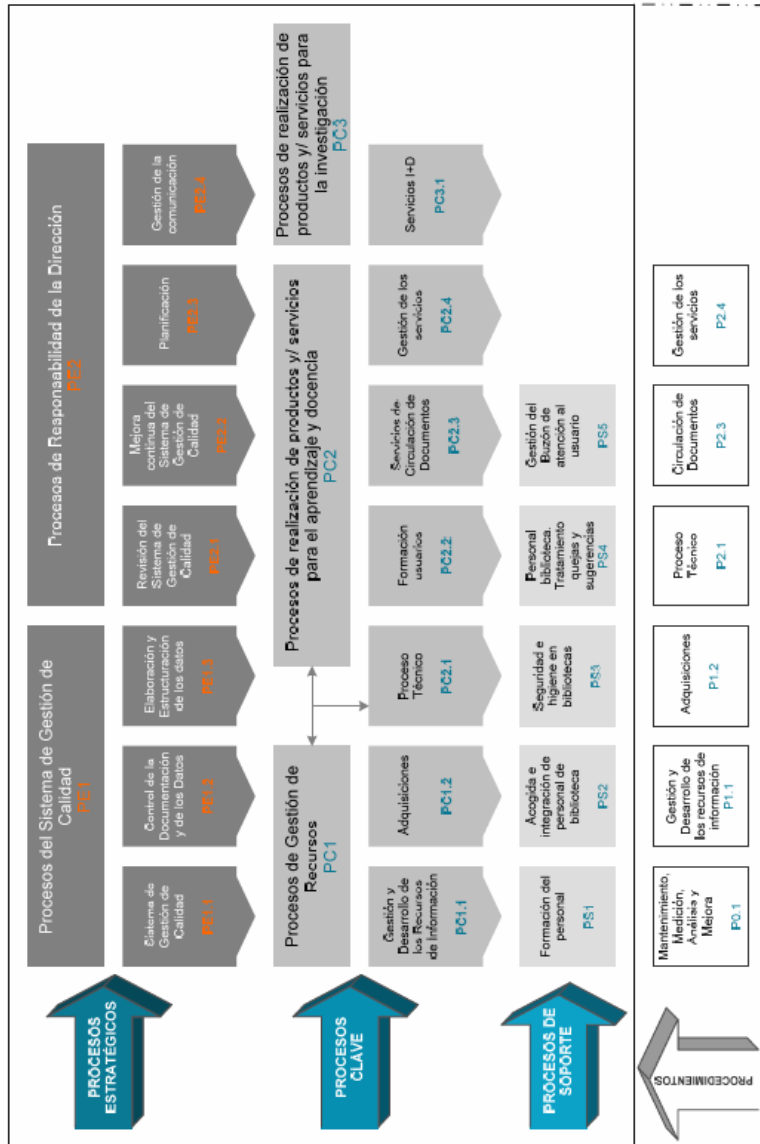 PROCESOS
ESTRATÉGICOS
Procesos del Sistema de Gestión de
Calidad
PE1
Procesos de Responsabilidad de la Dirección
PE2
Sistema de
Gestión de
Calidad
PE1.1
Control de la
Documentación
y de los Datos
PE1.2
Elaboración y
Estructuración
de los datos
PE1.3
Revisión del
Sistema de
Gestión de
Calidad
PE2.1
Mejora
continua del
Sistema de
Gestión de
Calidad
PE2.2
Planificación
PE2.3
Gestión de la
comunicación
PE2.4
PROCESOS
CLAVE
Procesos de Gestión de
Recursos
PC1
Procesos de realización de productos y/ servicios
para el aprendizaje y docencia
PC2
Procesos de realización de
productos y/ servicios para
la investigación
PC3
Gestión y
Desarrollo de
los Recursos
de Información
PC1.1
Adquisiciones
PC1.2
Proceso
Técnico
PC2.1
Formación
usuarios
PC2.2
Servicios de
Circulación de
Documentos
PC2.3
Gestión de los
servicios
PC2.4
Servicios I+D
PC3.1
PROCESOS DE
SOPORTE
Formación del
personal
PS1
Acogida e
integración de
personal de
biblioteca
PS2
Seguridad e
higiene en
bibliotecas
PS3
Personal
biblioteca.
Tratamiento
quejas y
sugerencias
PS4
Gestión del
Buzón de
atención al
usuario
PS5
PROCEDIMIENTOS
Mantenimiento,
Medición,
Análisis y
Mejora
P0.1
Gestión y
Desarrollo de
los recursos de
información
P1.1
Adquisiciones
P1.2
Proceso
Técnico
P2.1
Circulación de
Documentos
P2.3
Gestión de los
servicios
P2.4